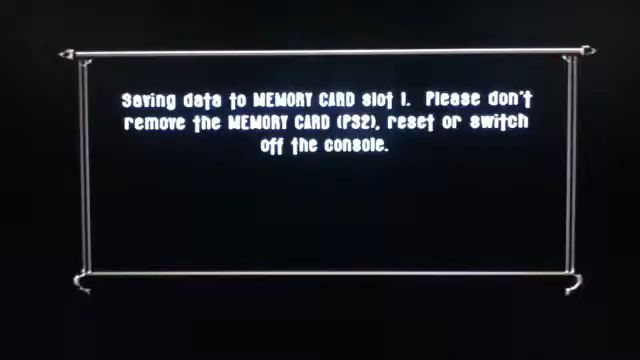 Saving data to MEMORY CARD slot 1. Please don't
remove the MEMORY CARD (PS2), reset or switch
off the console.